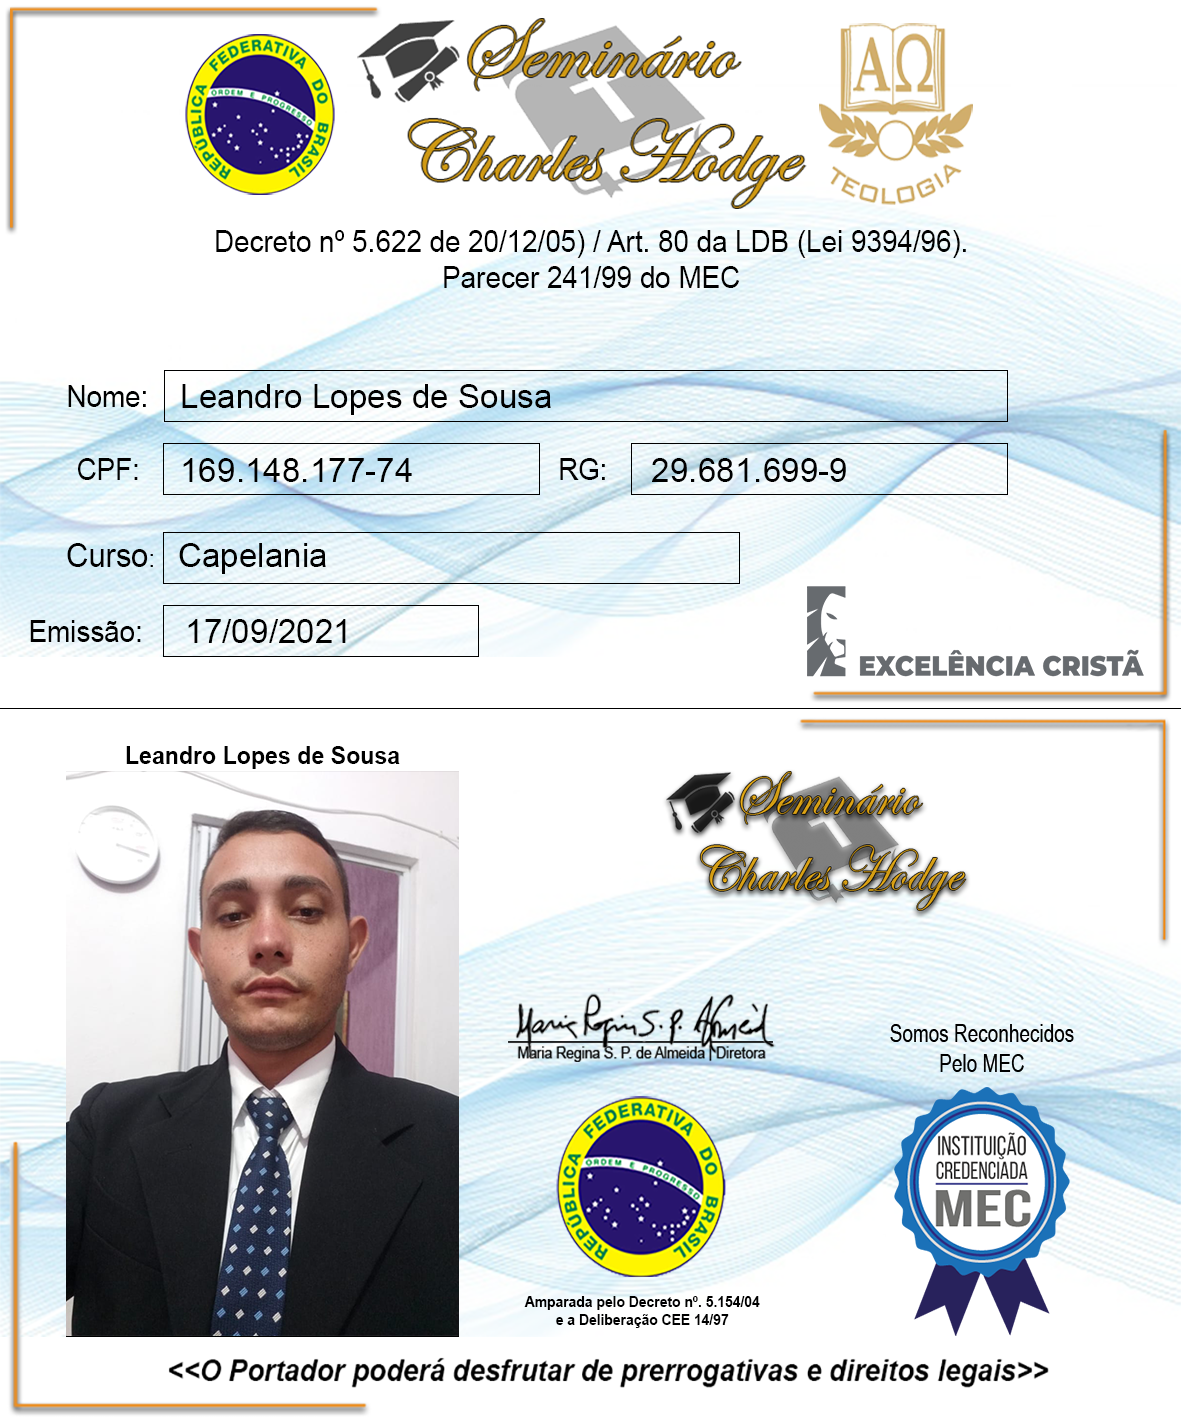 REPÚBLICA FEDERATIVA DO BRASIL
ORDEM E PROGRESSO
Seminário
Charles Hodge
ΑΩ
TEOLOGIA
Decreto nº 5.622 de 20/12/05) / Art. 80 da LDB (Lei 9394/96).
Parecer 241/99 do MEC
Nome: Leandro Lopes de Sousa
CPF: 169.148.177-74 RG: 29.681.699-9
Curso: Capelania
Emissão: 17/09/2021
EXCELÊNCIA CRISTÃ
Leandro Lopes de Sousa
Seminário
Charles Hodge
Maria Regina S. P. Almeida
Maria Regina S. P. de Almeida | Diretora
Somos Reconhecidos
Pelo MEC
REPÚBLICA FEDERATIVA DO BRASIL
ORDEM E PROGRESSO
INSTITUIÇÃO
CREDENCIADA
MEC
Amparada pelo Decreto nº. 5.154/04
e a Deliberação CEE 14/97
<<O Portador poderá desfrutar de prerrogativas e direitos legais>>